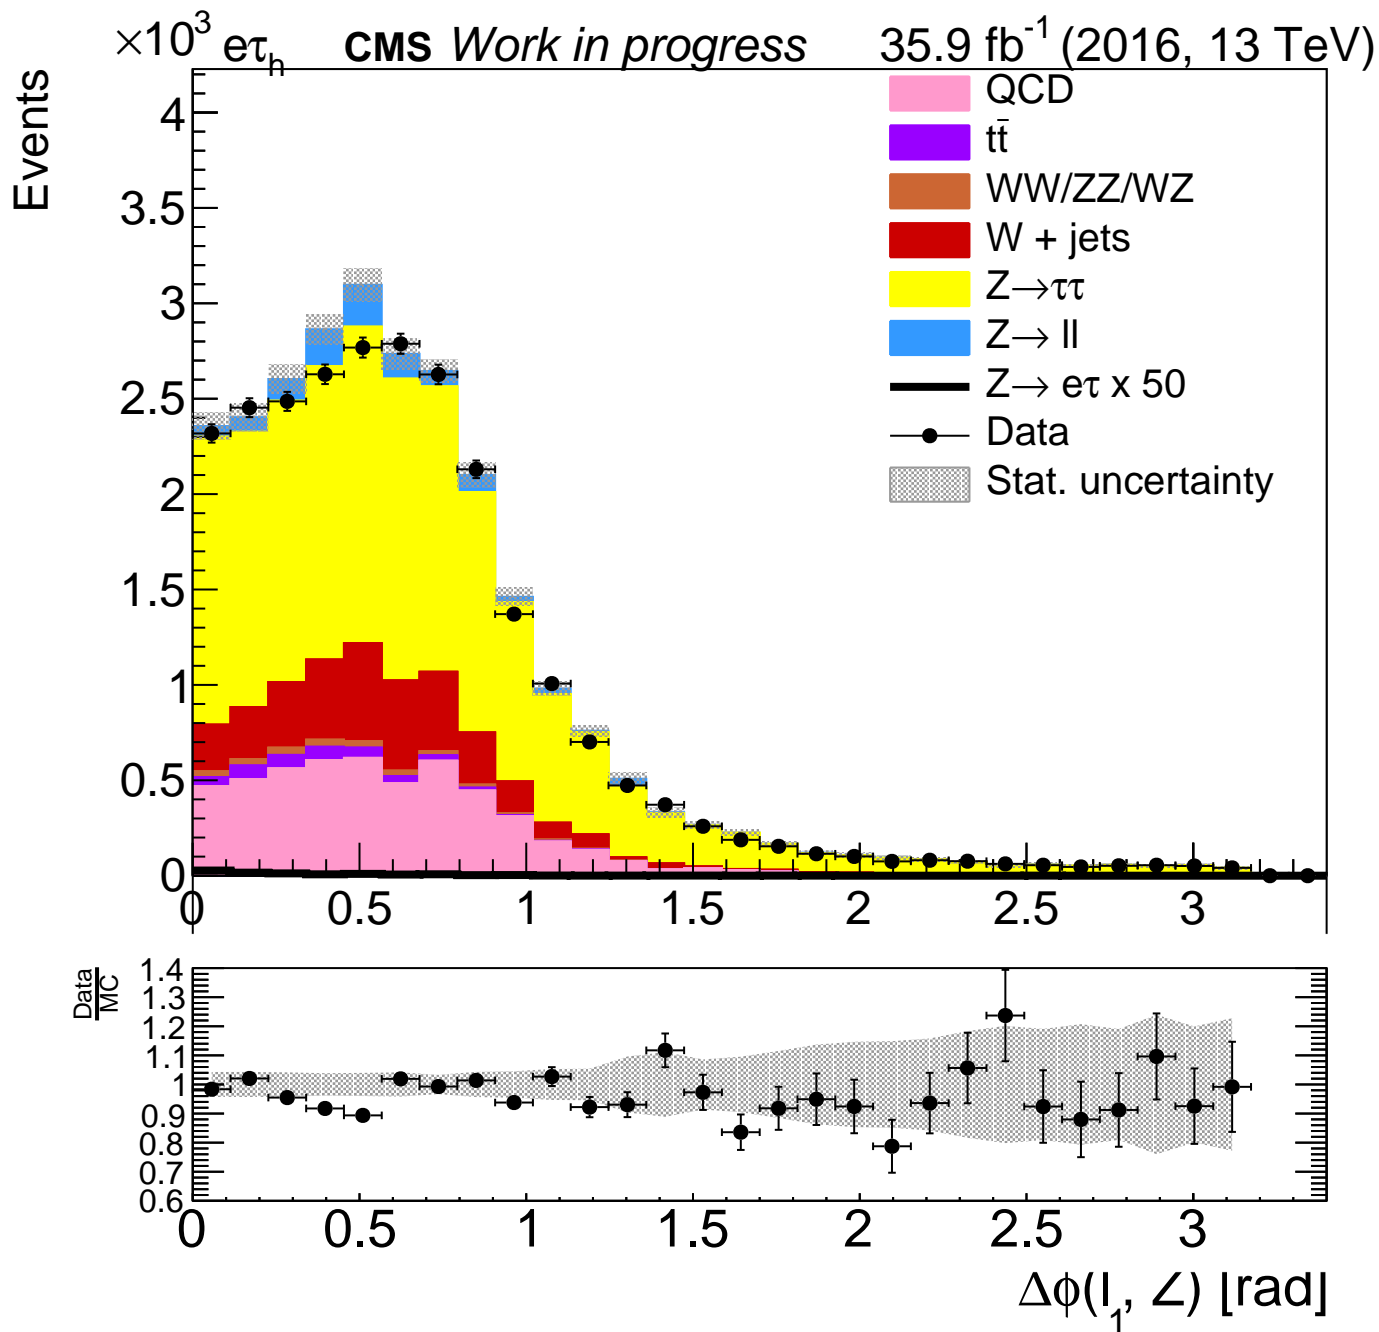 ×10³ eτh CMS Work in progress 35.9 fb⁻¹ (2016, 13 TeV)
Events
QCD
tt̄
WW/ZZ/WZ
W + jets
Z→ττ
Z→ ll
Z→ eτ x 50
Data
Stat. uncertainty
4
3.5
3
2.5
2
1.5
1
0.5
0
0 0.5 1 1.5 2 2.5 3
Data
MC
1.4
1.3
1.2
1.1
1
0.9
0.8
0.7
0.6
0 0.5 1 1.5 2 2.5 3
Δϕ(l₁, ∠) [rad]